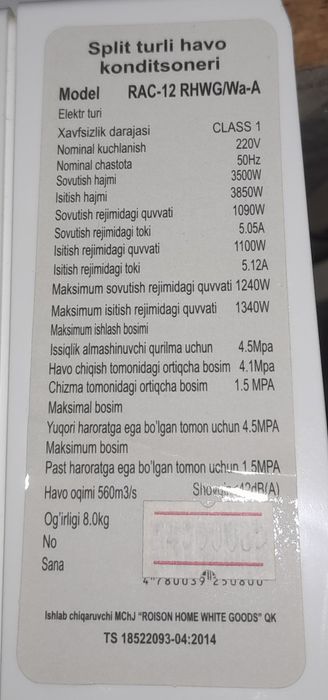 Split turli havo
konditsoneri
Model RAC-12 RHWG/Wa-A
Elektr turi
Xavfsizlik darajasi CLASS 1
Nominal kuchlanish 220V
Nominal chastota 50Hz
Sovutish hajmi 3500W
Isitish hajmi 3850W
Sovutish rejimidagi quvvati 1090W
Sovutish rejimidagi toki 5.05A
Isitish rejimidagi quvvati 1100W
Isitish rejimidagi toki 5.12A
Maksimum sovutish rejimidagi quvvati 1240W
Maksimum isitish rejimidagi quvvati 1340W
Maksimum ishlash bosimi
Issiqlik almashinuvchi qurilma uchun 4.5Mpa
Havo chiqish tomonidagi ortiqcha bosim 4.1Mpa
Chizma tomonidagi ortiqcha bosim 1.5 MPA
Maksimal bosim
Yuqori haroratga ega bo'lgan tomon uchun 4.5MPA
Maksimum bosim
Past haroratga ega bo'lgan tomon uchun 1.5MPA
Havo oqimi 560m3/s 42dB(A)
Og'irligi 8.0kg
No
Sana
Ishlab chiqaruvchi MChJ "ROISON HOME WHITE GOODS" QK
TS 18522093-04:2014